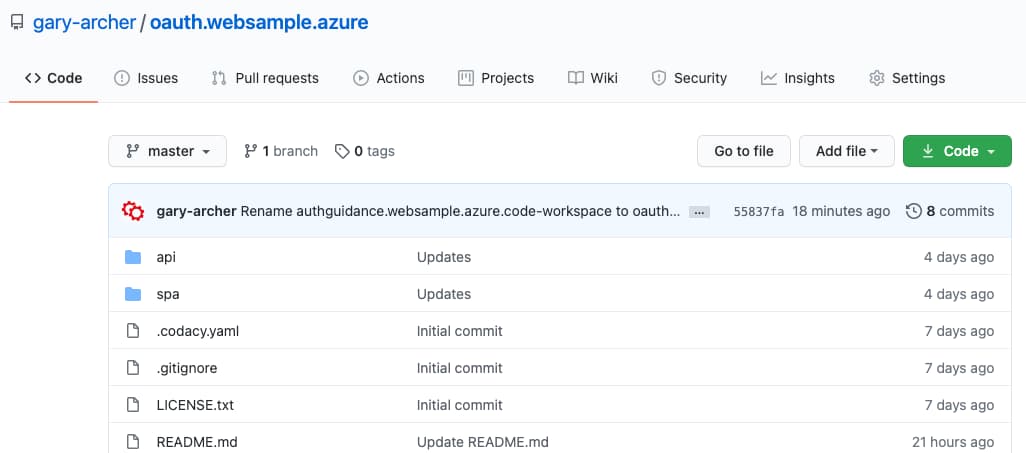 gary-archer / oauth.websample.azure
Code Issues Pull requests Actions Projects Wiki Security Insights Settings
master 1 branch 0 tags Go to file Add file Code
gary-archer Rename authguidance.websample.azure.code-workspace to oauth... ... 55837fa 18 minutes ago 8 commits
api Updates 4 days ago
spa Updates 4 days ago
.codacy.yaml Initial commit 7 days ago
.gitignore Initial commit 7 days ago
LICENSE.txt Initial commit 7 days ago
README.md Update README.md 21 hours ago